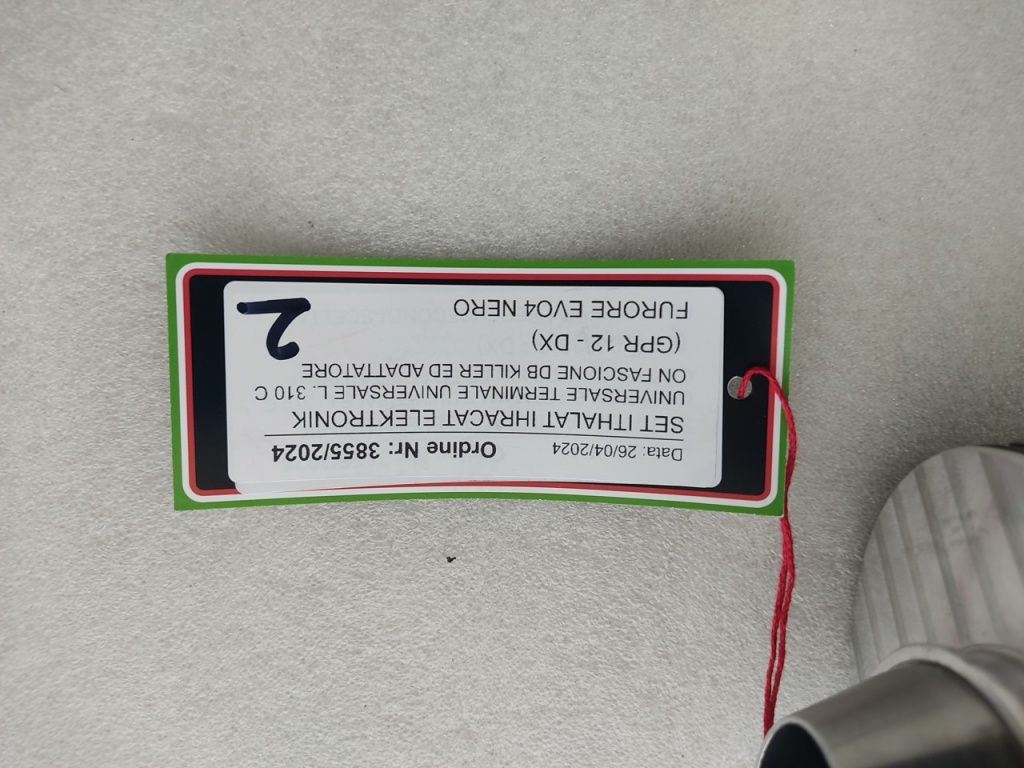 Data: 26/04/2024 Ordine Nr: 3855/2024
SET ITHALAT IHRACAT ELEKTRONIK
UNIVERSALE TERMINALE UNIVERSALE L. 310 C
ON FASCIONE DB KILLER ED ADATTATORE
(GPR 12 - DX)
FURORE EVO4 NERO
2